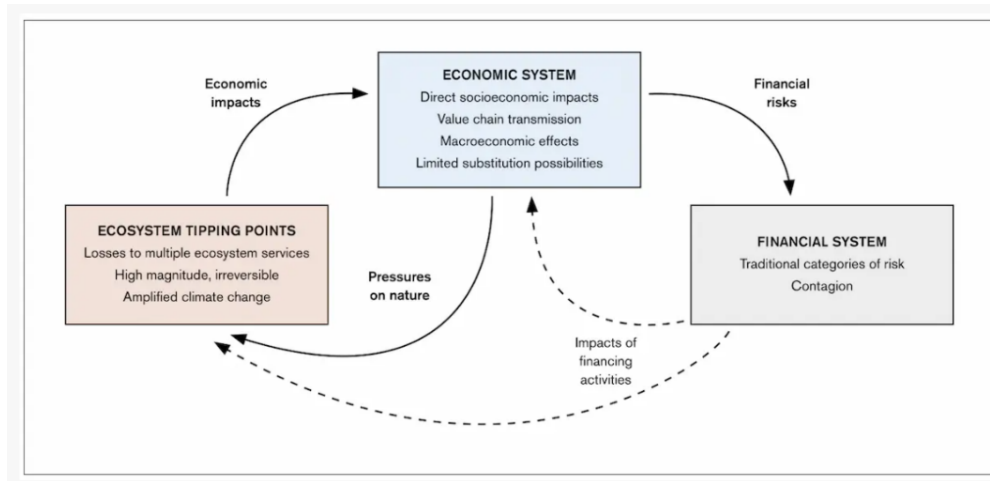 Economic
impacts
ECONOMIC SYSTEM
Direct socioeconomic impacts
Value chain transmission
Macroeconomic effects
Limited substitution possibilities
Financial
risks
ECOSYSTEM TIPPING POINTS
Losses to multiple ecosystem services
High magnitude, irreversible
Amplified climate change
Pressures
on nature
FINANCIAL SYSTEM
Traditional categories of risk
Contagion
Impacts of
financing
activities